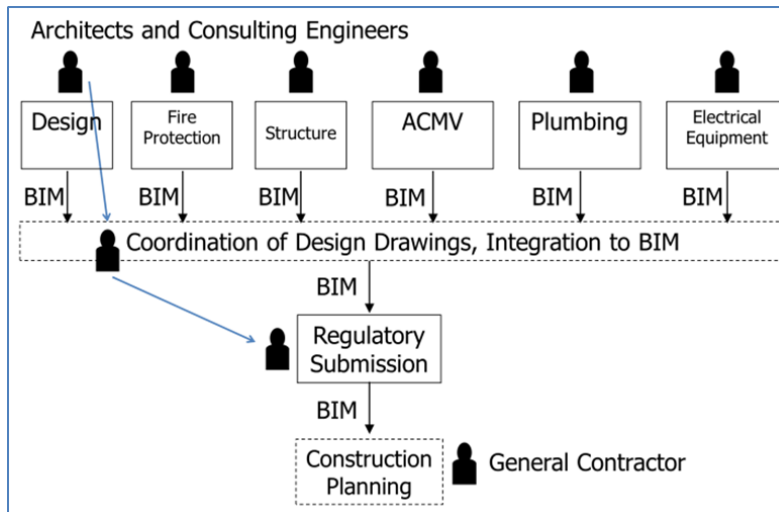 Architects and Consulting Engineers
Design
Fire
Protection
Structure
ACMV
Plumbing
Electrical
Equipment
BIM
BIM
BIM
BIM
BIM
BIM
Coordination of Design Drawings, Integration to BIM
BIM
Regulatory
Submission
BIM
Construction
Planning
General Contractor